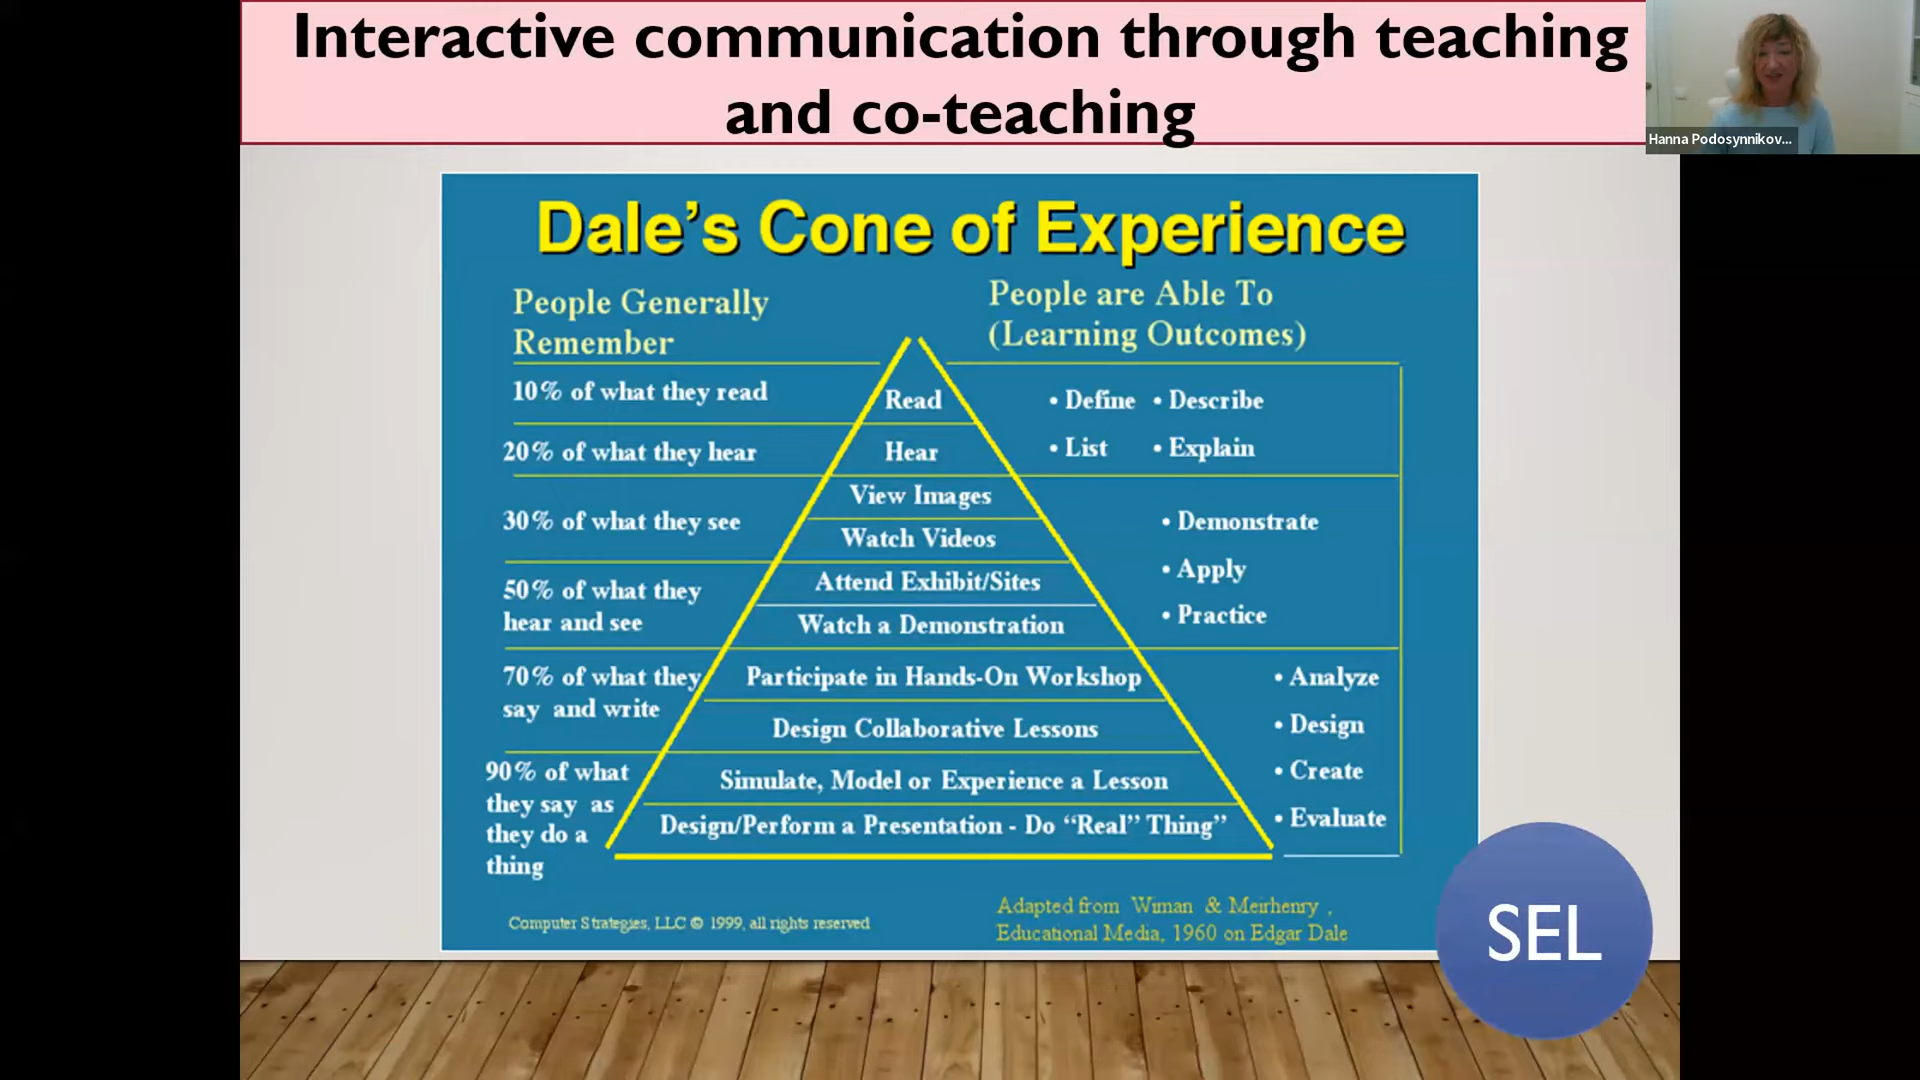 Interactive communication through teaching
and co-teaching
Hanna Podosynnikov...
Dale's Cone of Experience
People Generally
Remember
People are Able To
(Learning Outcomes)
10% of what they read
Read
• Define • Describe
20% of what they hear
Hear
• List • Explain
View Images
30% of what they see
• Demonstrate
Watch Videos
Attend Exhibit/Sites
• Apply
50% of what they
hear and see
Watch a Demonstration
• Practice
70% of what they
say and write
Participate in Hands-On Workshop
• Analyze
Design Collaborative Lessons
• Design
90% of what
they say as
they do a
thing
Simulate, Model or Experience a Lesson
• Create
Design/Perform a Presentation - Do “Real” Thing”
• Evaluate
Computer Strategies, LLC © 1999, all rights reserved
Adapted from Wiman & Meirhenry ,
Educational Media, 1960 on Edgar Dale
SEL